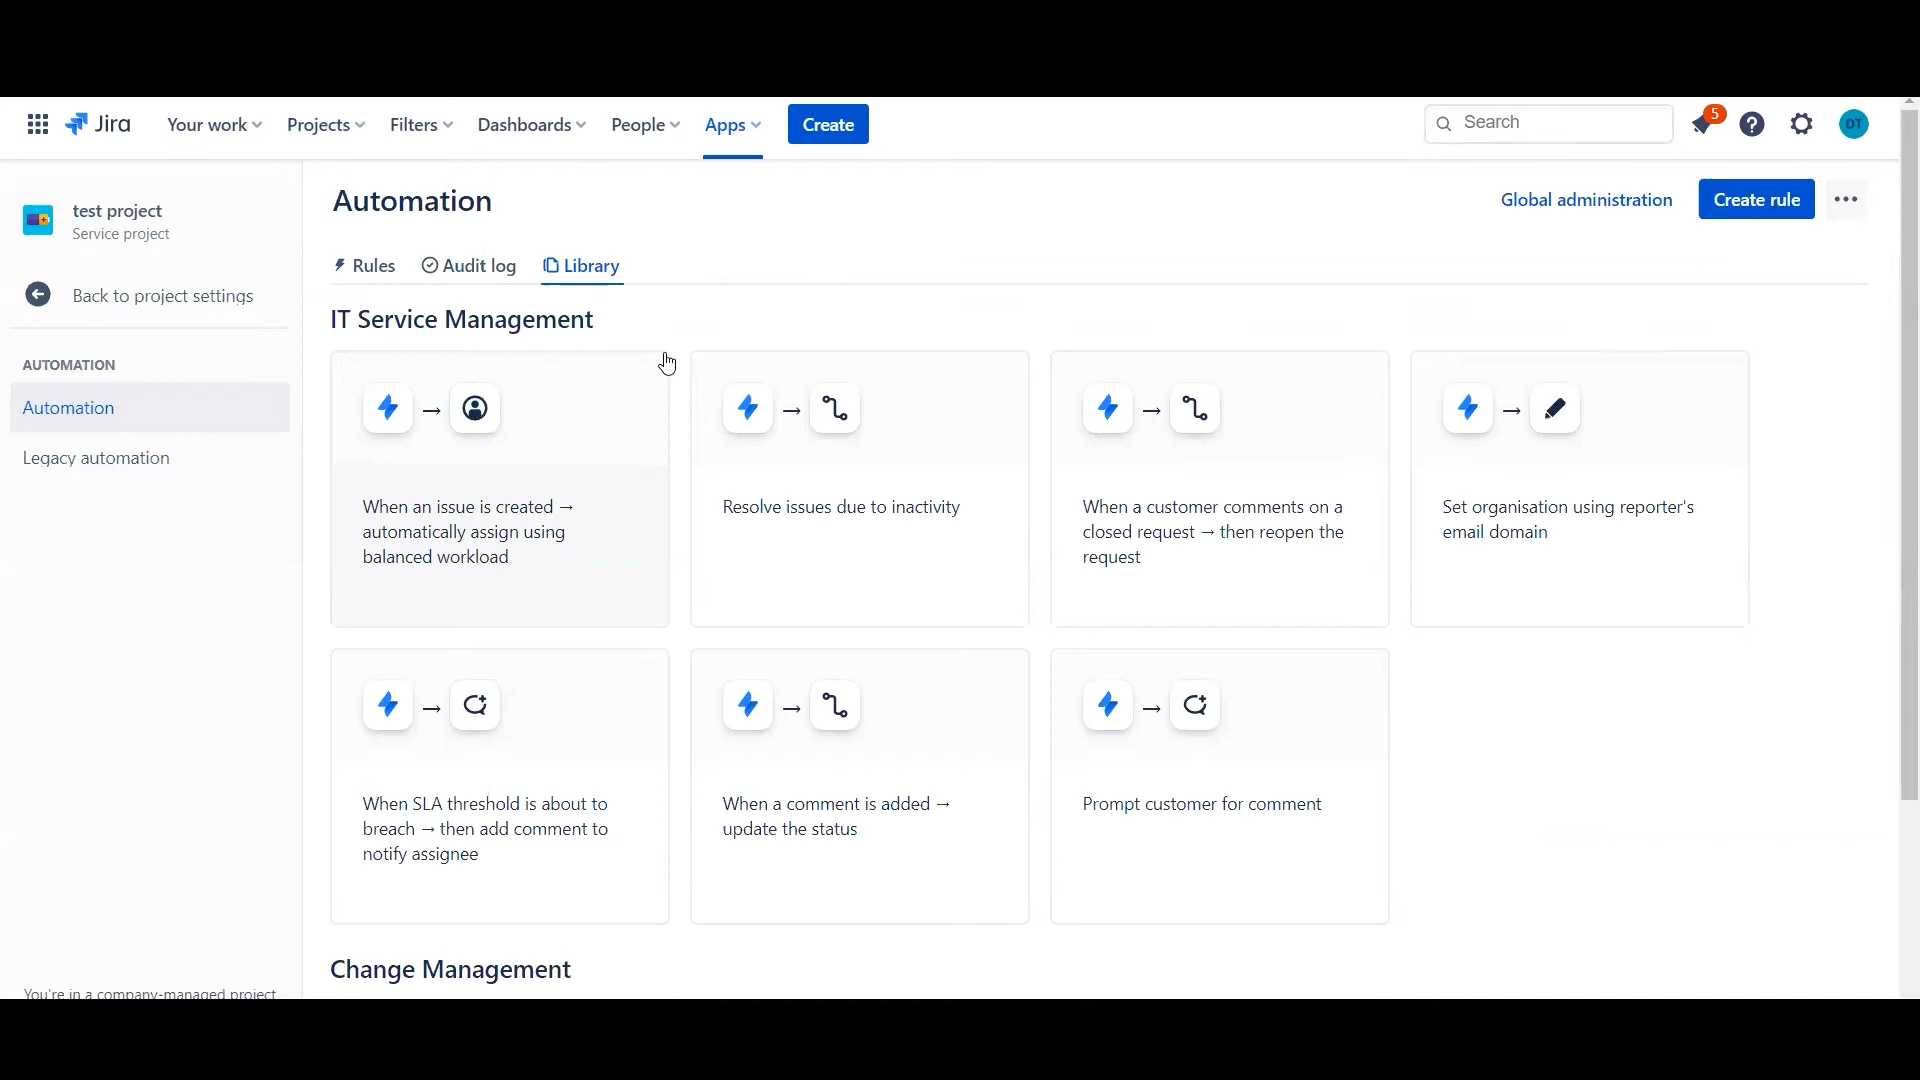 Jira Your work Projects Filters Dashboards People Apps Create Search 5 DT
test project
Service project
Back to project settings
AUTOMATION
Automation
Legacy automation
You're in a company-managed project
Automation
Global administration Create rule
Rules Audit log Library
IT Service Management
When an issue is created →
automatically assign using
balanced workload
Resolve issues due to inactivity
When a customer comments on a
closed request → then reopen the
request
Set organisation using reporter's
email domain
When SLA threshold is about to
breach → then add comment to
notify assignee
When a comment is added →
update the status
Prompt customer for comment
Change Management